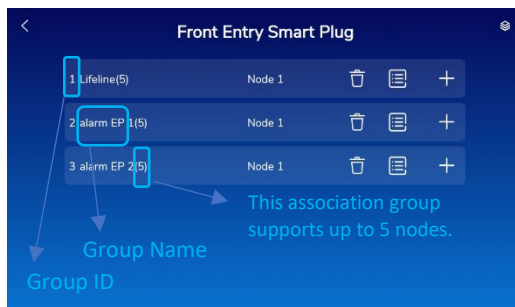 Front Entry Smart Plug
1 Lifeline(5) Node 1
2 alarm EP 1(5) Node 1
3 alarm EP 2(5) Node 1
This association group
supports up to 5 nodes.
Group Name
Group ID